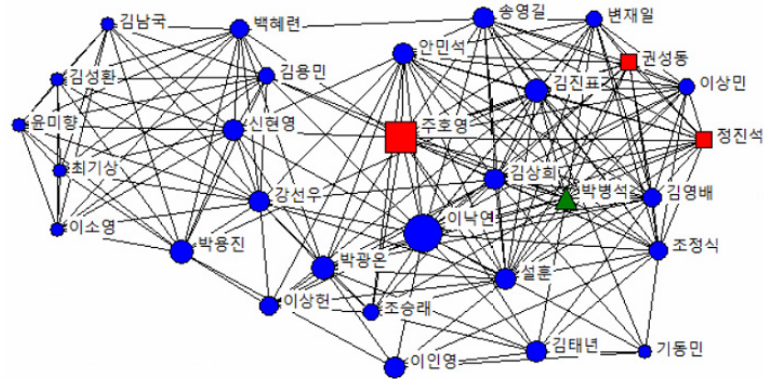 송영길
변재일
김남국
백혜련
안민석
권성동
김성환
김용민
김진표
이상민
윤미향
신현영
주호영
정진석
최기상
김상희
박병석
김영배
강선우
이낙연
이소영
박용진
박광온
조정식
설훈
이상헌
조승래
이인영
김태년
기동민